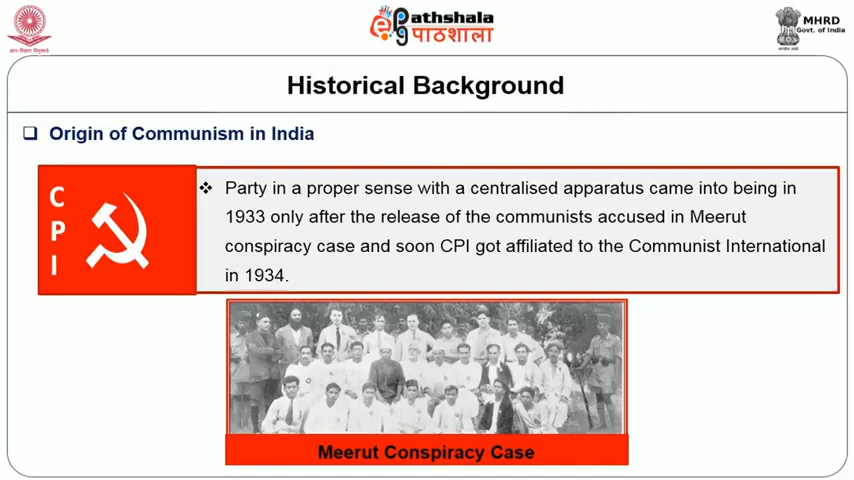 ePathshala
पाठशाला
MHRD
Govt. of India
Historical Background
Origin of Communism in India
CPI
Party in a proper sense with a centralised apparatus came into being in
1933 only after the release of the communists accused in Meerut
conspiracy case and soon CPI got affiliated to the Communist International
in 1934.
Meerut Conspiracy Case